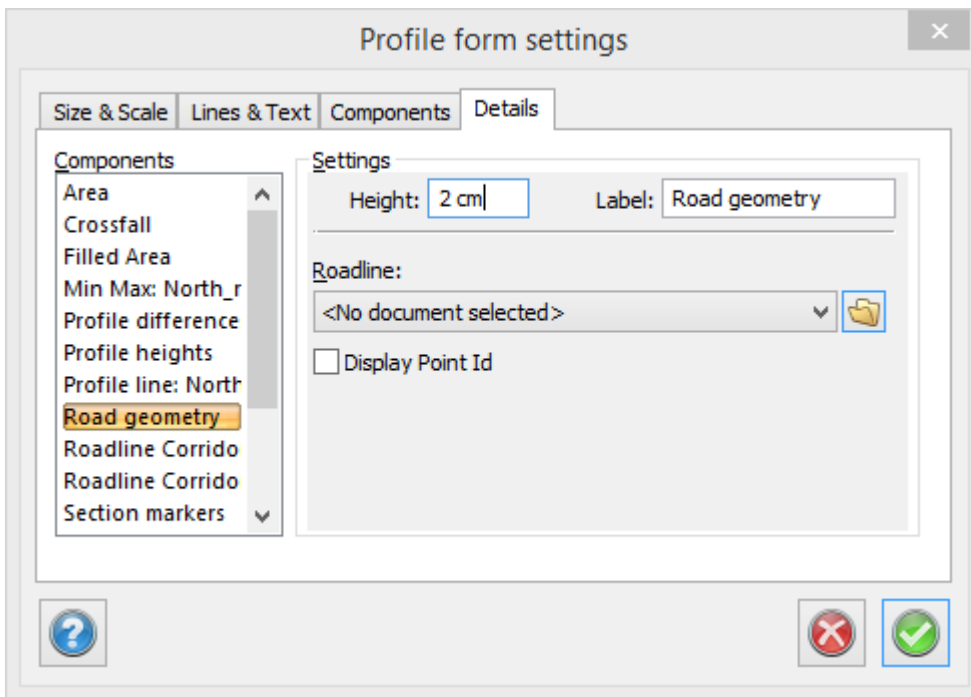 Profile form settings
Size & Scale Lines & Text Components Details
Components
Area
Crossfall
Filled Area
Min Max: North_r
Profile difference
Profile heights
Profile line: North
Road geometry
Roadline Corrido
Roadline Corrido
Section markers
Settings
Height: 2 cm Label: Road geometry
Roadline:
<No document selected>
Display Point Id